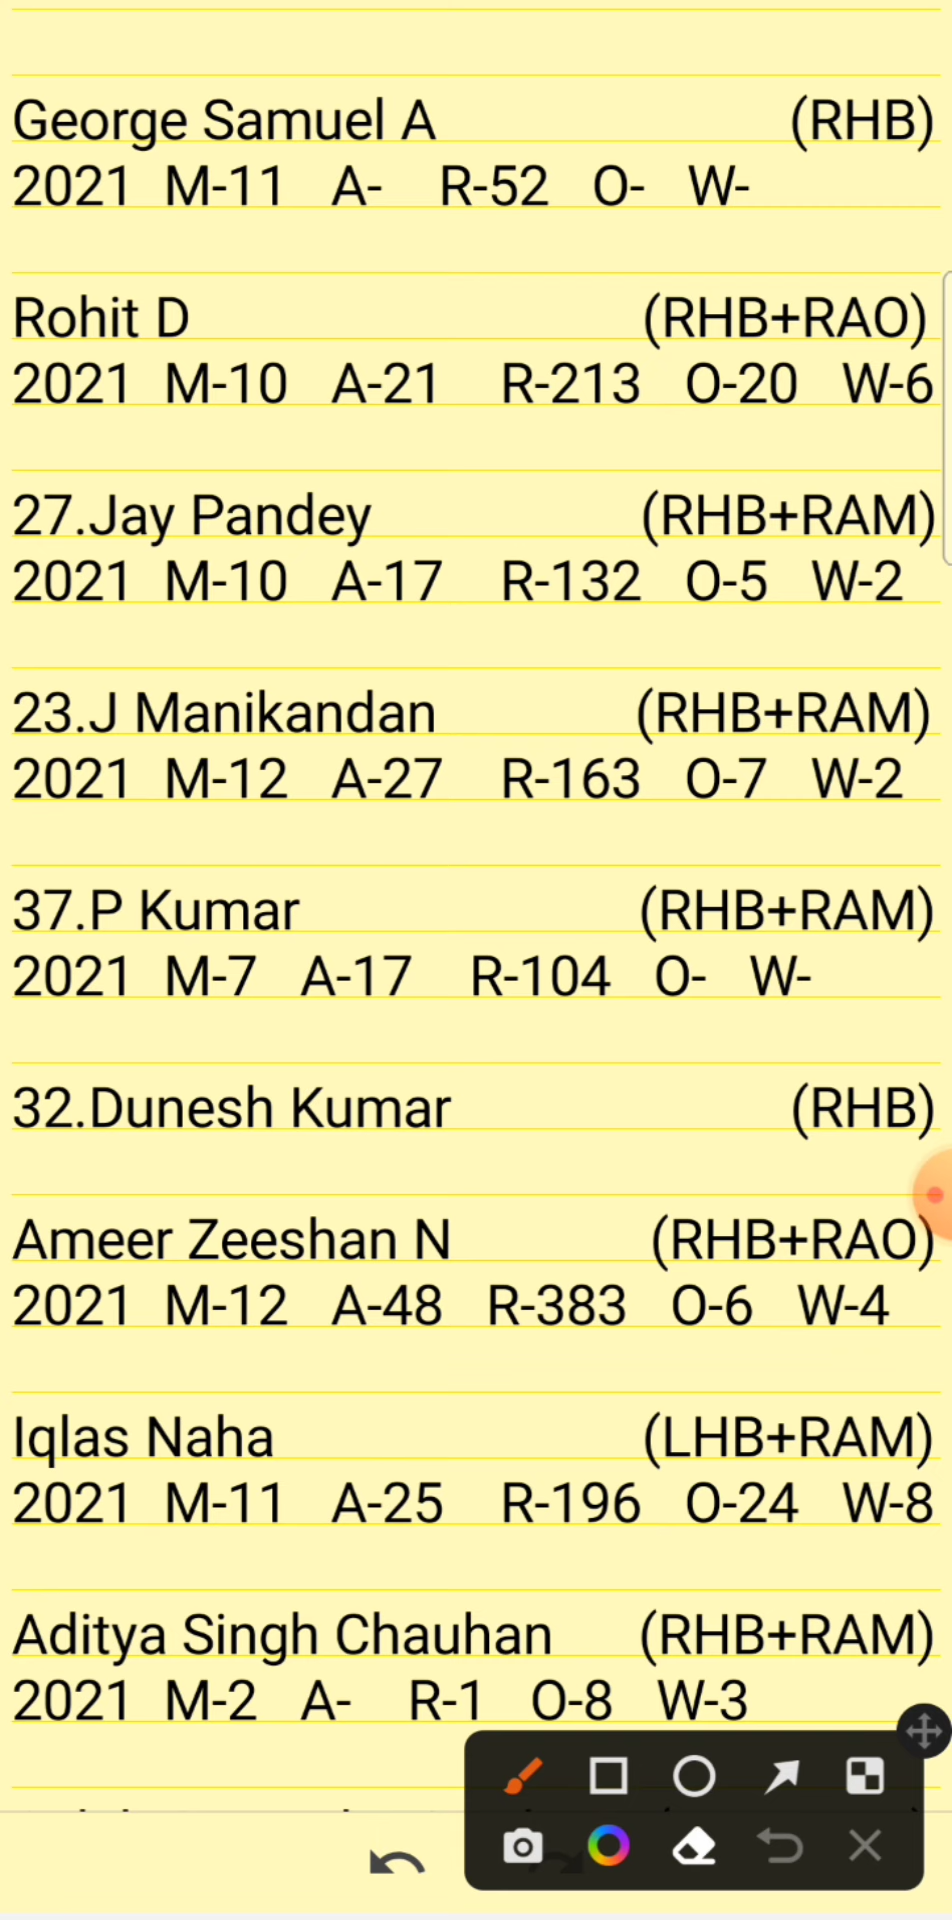 George Samuel A (RHB)
2021 M-11 A- R-52 O- W-
Rohit D (RHB+RAO)
2021 M-10 A-21 R-213 O-20 W-6
27.Jay Pandey (RHB+RAM)
2021 M-10 A-17 R-132 O-5 W-2
23.J Manikandan (RHB+RAM)
2021 M-12 A-27 R-163 O-7 W-2
37.P Kumar (RHB+RAM)
2021 M-7 A-17 R-104 O- W-
32.Dunesh Kumar (RHB)
Ameer Zeeshan N (RHB+RAO)
2021 M-12 A-48 R-383 O-6 W-4
Iqlas Naha (LHB+RAM)
2021 M-11 A-25 R-196 O-24 W-8
Aditya Singh Chauhan (RHB+RAM)
2021 M-2 A- R-1 O-8 W-3